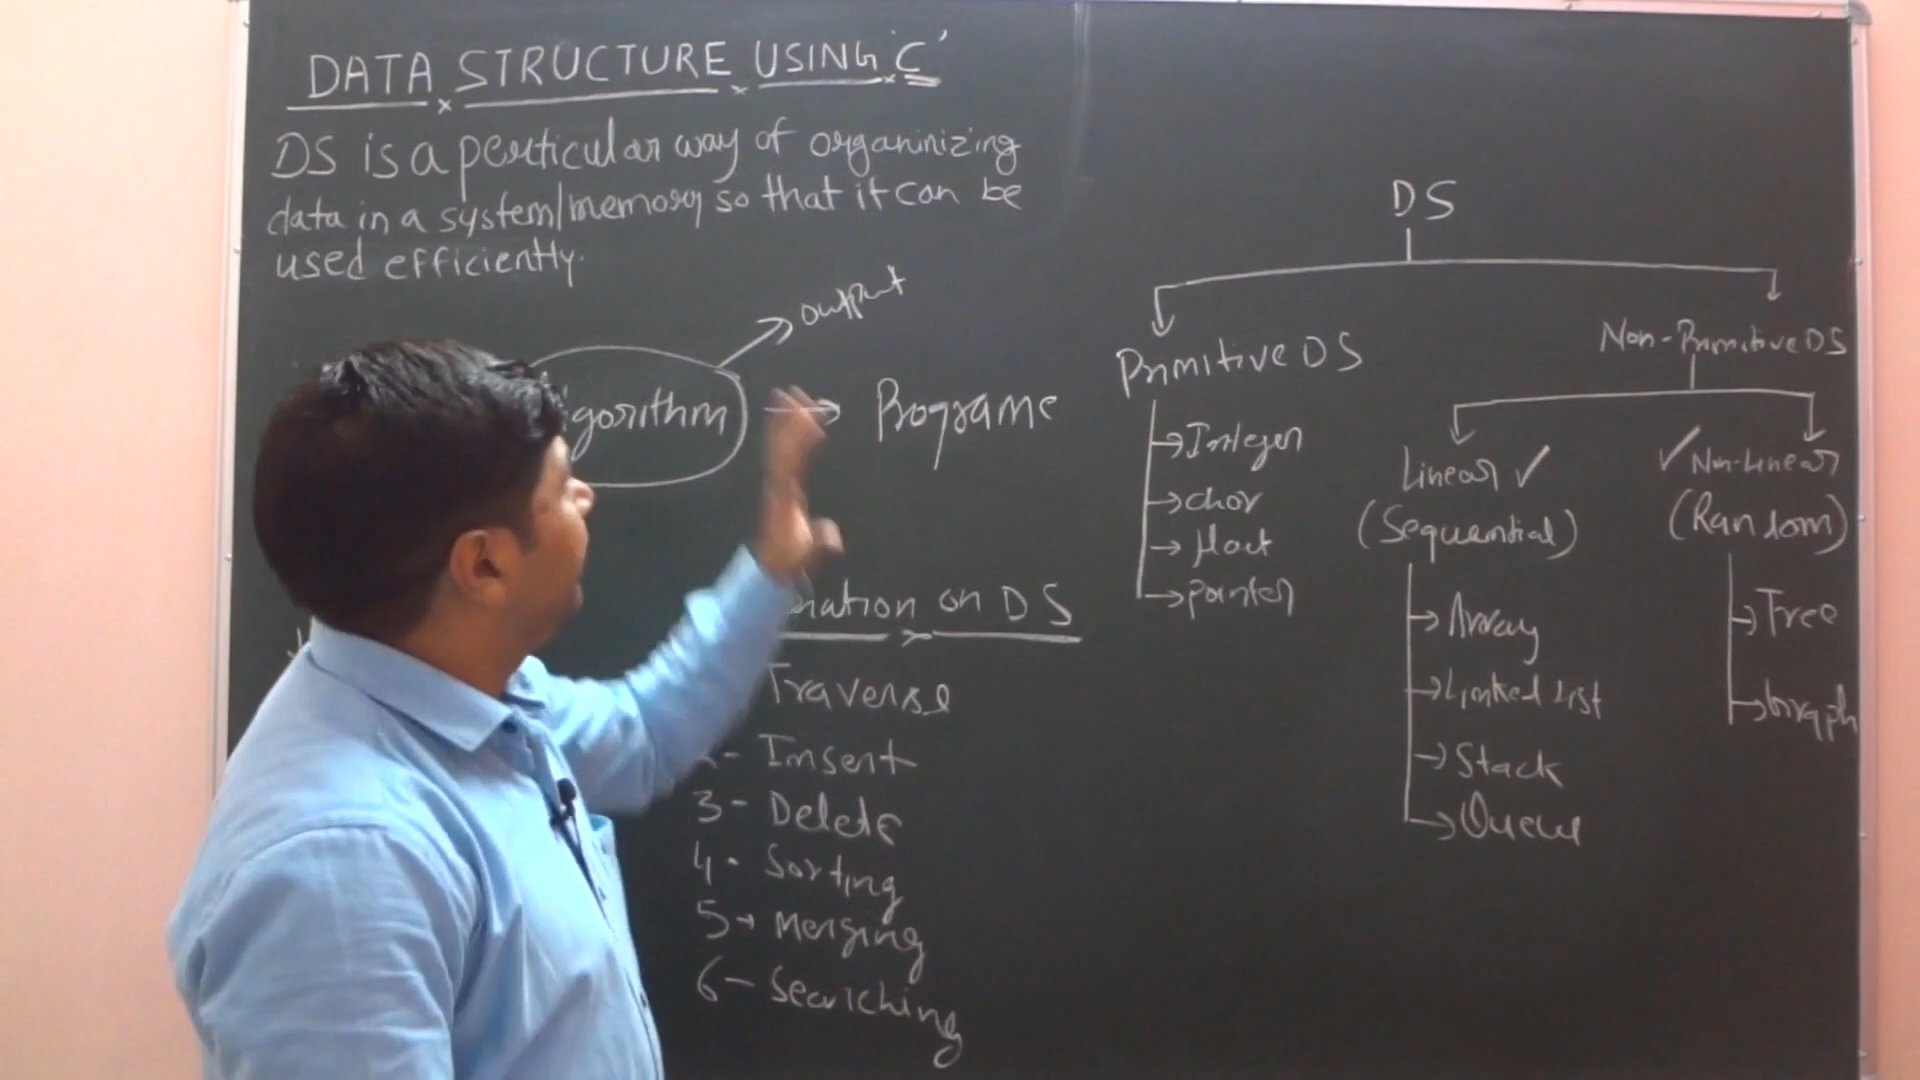 DATA STRUCTURE USING 'C'
DS is a perticular way of organinizing
data in a system/memory so that it can be
used efficiently.
output
gorithm
Programe
ration on DS
Traverse
- Insert
3 - Delete
4 - Sorting
5 → Merging
6 - Searching
DS
Primitive DS
Integer
char
float
pointer
Non-Primitive DS
Linear ✓
(Sequential)
Array
Linked List
Stack
Queue
✓ Non-Linear
(Random)
Tree
Graph